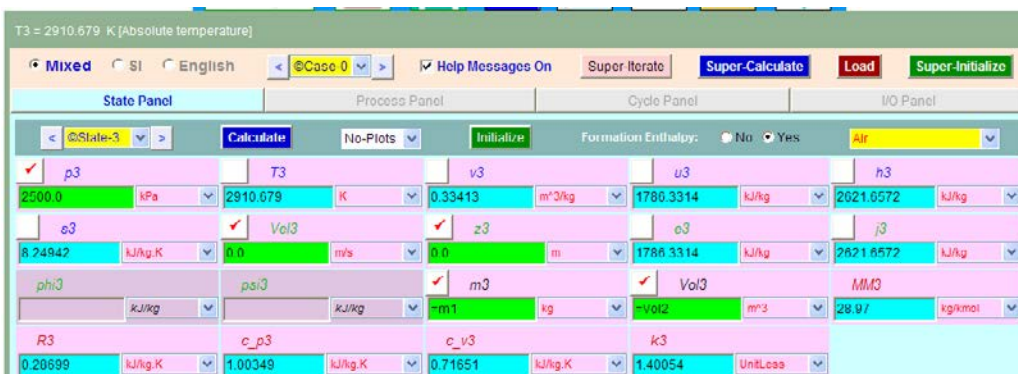 T3 = 2910.679 K [Absolute temperature]
Mixed SI English < ©Case-0 > Help Messages On Super-Iterate Super-Calculate Load Super-Initialize
State Panel Process Panel Cycle Panel I/O Panel
< ©State-3 > Calculate No-Plots Initialize Formation Enthalpy: No Yes Air
p3 T3 v3 u3 h3
2500.0 kPa 2910.679 K 0.33413 m^3/kg 1786.3314 kJ/kg 2621.6572 kJ/kg
s3 Vel3 z3 e3 j3
8.24942 kJ/kg.K 0.0 m/s 0.0 m 1786.3314 kJ/kg 2621.6572 kJ/kg
phi3 psi3 m3 Vol3 MM3
kJ/kg kJ/kg =m1 kg =Vol2 m^3 28.97 kg/kmol
R3 c_p3 c_v3 k3
0.28699 kJ/kg.K 1.00349 kJ/kg.K 0.71651 kJ/kg.K 1.40054 UnitLess